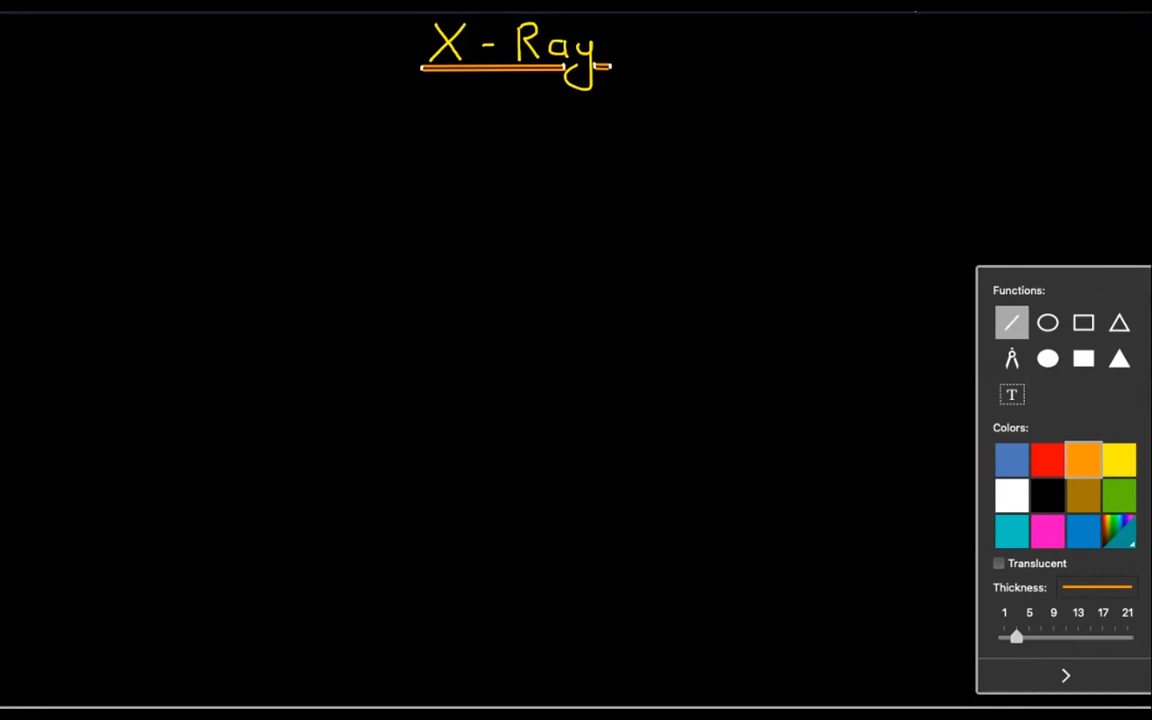 X - Ray
Functions:
T
Colors:
Translucent
Thickness:
1 5 9 13 17 21